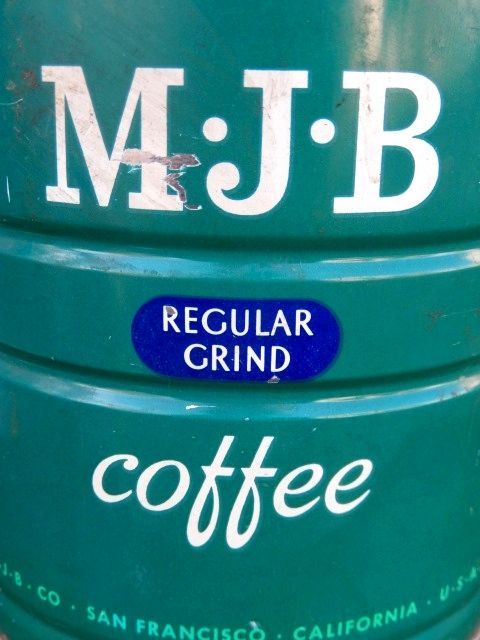 M·J·B
REGULAR
GRIND
coffee
J·B·CO · SAN FRANCISCO · CALIFORNIA · U·S·A